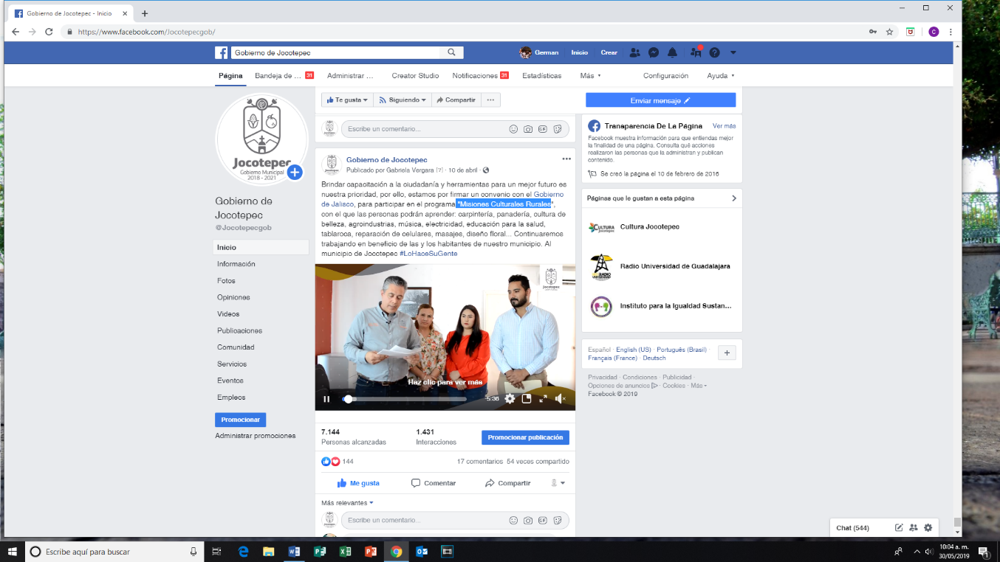 Gobierno de Jocotepec - Inicio
https://www.facebook.com/Jocotepecgob/
Gobierno de Jocotepec
German
Inicio
Crear
Página
Bandeja de ... 31
Administrar ...
Creator Studio
Notificaciones 31
Estadísticas
Más
Configuración
Ayuda
Jocotepec
Gobierno Municipal
2018 - 2021
Gobierno de
Jocotepec
@Jocotepecgob
Inicio
Información
Fotos
Opiniones
Videos
Publicaciones
Comunidad
Servicios
Eventos
Empleos
Promocionar
Administrar promociones
Te gusta
Siguiendo
Compartir
Enviar mensaje
Escribe un comentario...
Gobierno de Jocotepec
Publicado por Gabriela Vergara [?] · 10 de abril ·
Brindar capacitación a la ciudadanía y herramientas para un mejor futuro es
nuestra prioridad, por ello, estamos por firmar un convenio con el Gobierno
de Jalisco, para participar en el programa "Misiones Culturales Rurales",
con el que las personas podrán aprender: carpintería, panadería, cultura de
belleza, agroindustrias, música, electricidad, educación para la salud,
tablaroca, reparación de celulares, masajes, diseño floral... Continuaremos
trabajando en beneficio de las y los habitantes de nuestro municipio. Al
municipio de Jocotepec #LoHaceSuGente
Jocotepec
Haz clic para ver más
-5:36
7.144
Personas alcanzadas
1.431
Interacciones
Promocionar publicación
144
17 comentarios 54 veces compartido
Me gusta
Comentar
Compartir
Más relevantes
Escribe un comentario...
Transparencia De La Página
Ver más
Facebook muestra información para que entiendas mejor
la finalidad de una página. Consulta qué acciones
realizaron las personas que la administran y publican
contenido.
Se creó la página el 10 de febrero de 2016
Páginas que le gustan a esta página
CULTURA
Jocotepec
Cultura Jocotepec
RADIO
Radio Universidad de Guadalajara
Instituto para la Igualdad Sustan...
Español · English (US) · Português (Brasil) ·
Français (France) · Deutsch
Privacidad · Condiciones · Publicidad ·
Opciones de anuncios · Cookies · Más
Facebook © 2019
Chat (544)
Escribe aquí para buscar
10:04 a. m.
30/05/2019